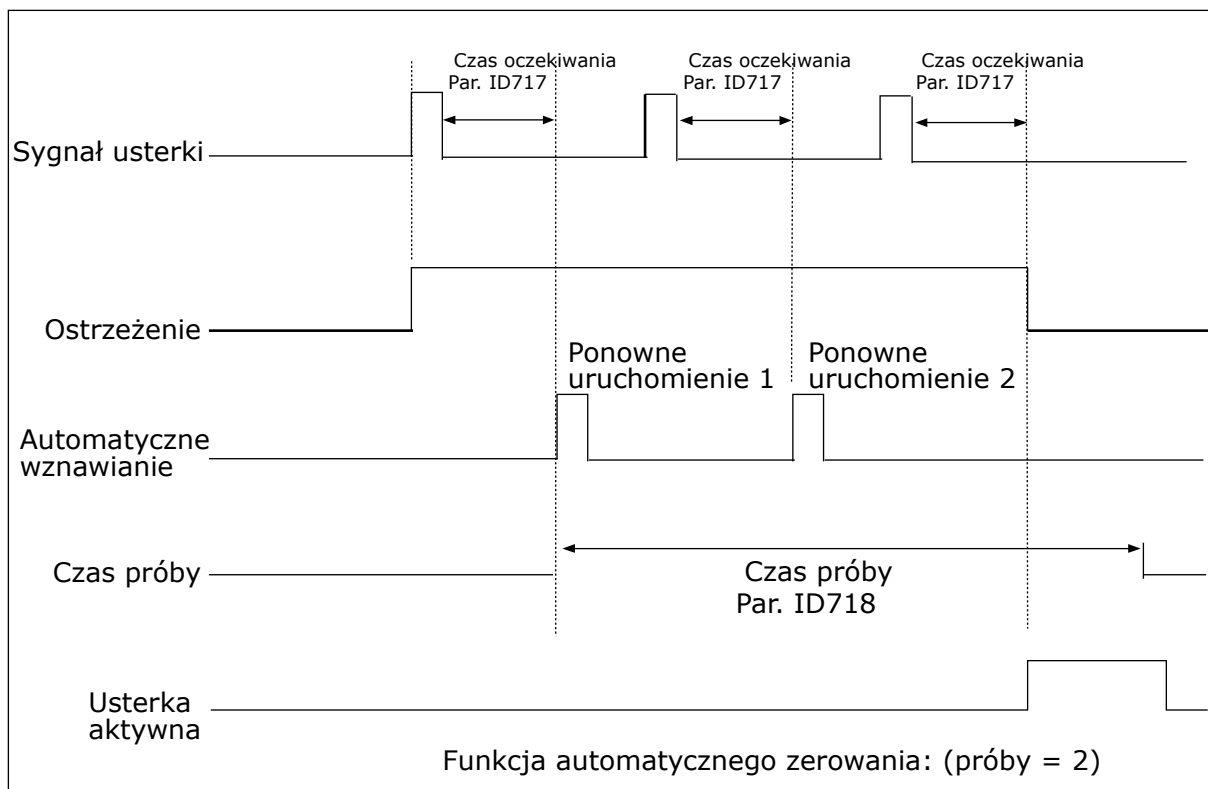 Czas oczekiwania
Par. ID717
Czas oczekiwania
Par. ID717
Czas oczekiwania
Par. ID717
Sygnał usterki
Ostrzeżenie
Ponowne
uruchomienie 1
Ponowne
uruchomienie 2
Automatyczne
wznawianie
Czas próby
Czas próby
Par. ID718
Usterka
aktywna
Funkcja automatycznego zerowania: (próby = 2)